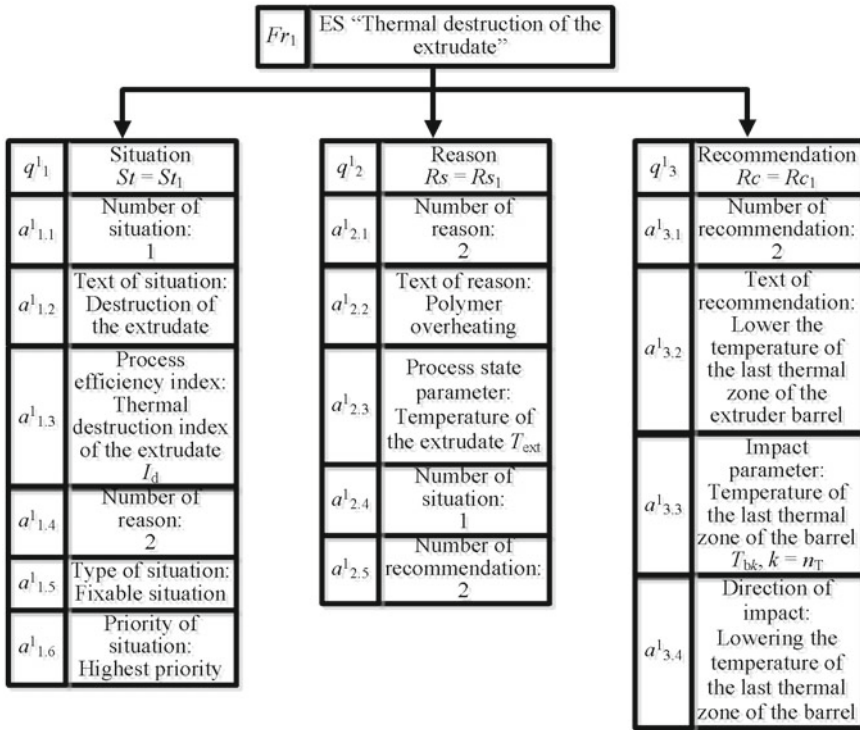 Fr₁ ES “Thermal destruction of the
extrudate”
q¹₁ Situation
St = St₁
a¹₁.₁ Number of
situation:
1
a¹₁.₂ Text of situation:
Destruction of
the extrudate
a¹₁.₃ Process
efficiency index:
Thermal
destruction index
of the extrudate
I_d
a¹₁.₄ Number of
reason:
2
a¹₁.₅ Type of situation:
Fixable situation
a¹₁.₆ Priority of
situation:
Highest priority
q¹₂ Reason
Rs = Rs₁
a¹₂.₁ Number of
reason:
2
a¹₂.₂ Text of reason:
Polymer
overheating
a¹₂.₃ Process state
parameter:
Temperature of
the extrudate T_ext
a¹₂.₄ Number of
situation:
1
a¹₂.₅ Number of
recommendation:
2
q¹₃ Recommendation
Rc = Rc₁
a¹₃.₁ Number of
recommendation:
2
a¹₃.₂ Text of
recommendation:
Lower the
temperature of
the last thermal
zone of the
extruder barrel
a¹₃.₃ Impact
parameter:
Temperature of
the last thermal
zone of the barrel
T_bk, k = n_T
a¹₃.₄ Direction of
impact:
Lowering the
temperature of
the last thermal
zone of the barrel